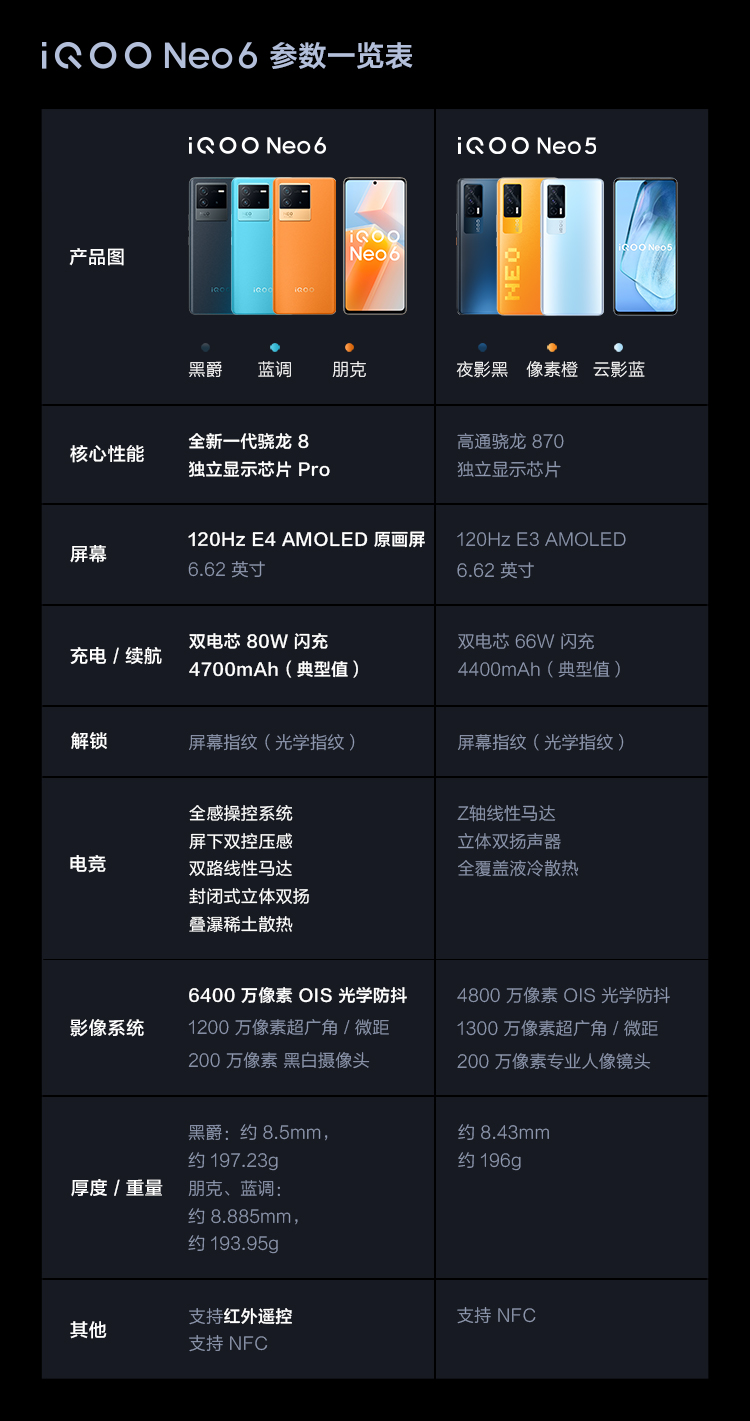 iQOO Neo6 参数一览表
iQOO Neo6
iQOO Neo5
产品图
iQOO
Neo6
NEO
iQOO Neo5
黑爵 蓝调 朋克
夜影黑 像素橙 云影蓝
核心性能
全新一代骁龙 8
独立显示芯片 Pro
高通骁龙 870
独立显示芯片
屏幕
120Hz E4 AMOLED 原画屏
6.62 英寸
120Hz E3 AMOLED
6.62 英寸
充电 / 续航
双电芯 80W 闪充
4700mAh（典型值）
双电芯 66W 闪充
4400mAh（典型值）
解锁
屏幕指纹（光学指纹）
屏幕指纹（光学指纹）
电竞
全感操控系统
屏下双控压感
双路线性马达
封闭式立体双扬
叠瀑稀土散热
Z轴线性马达
立体双扬声器
全覆盖液冷散热
影像系统
6400 万像素 OIS 光学防抖
1200 万像素超广角 / 微距
200 万像素 黑白摄像头
4800 万像素 OIS 光学防抖
1300 万像素超广角 / 微距
200 万像素专业人像镜头
厚度 / 重量
黑爵：约 8.5mm，
约 197.23g
朋克、蓝调：
约 8.885mm，
约 193.95g
约 8.43mm
约 196g
其他
支持红外遥控
支持 NFC
支持 NFC